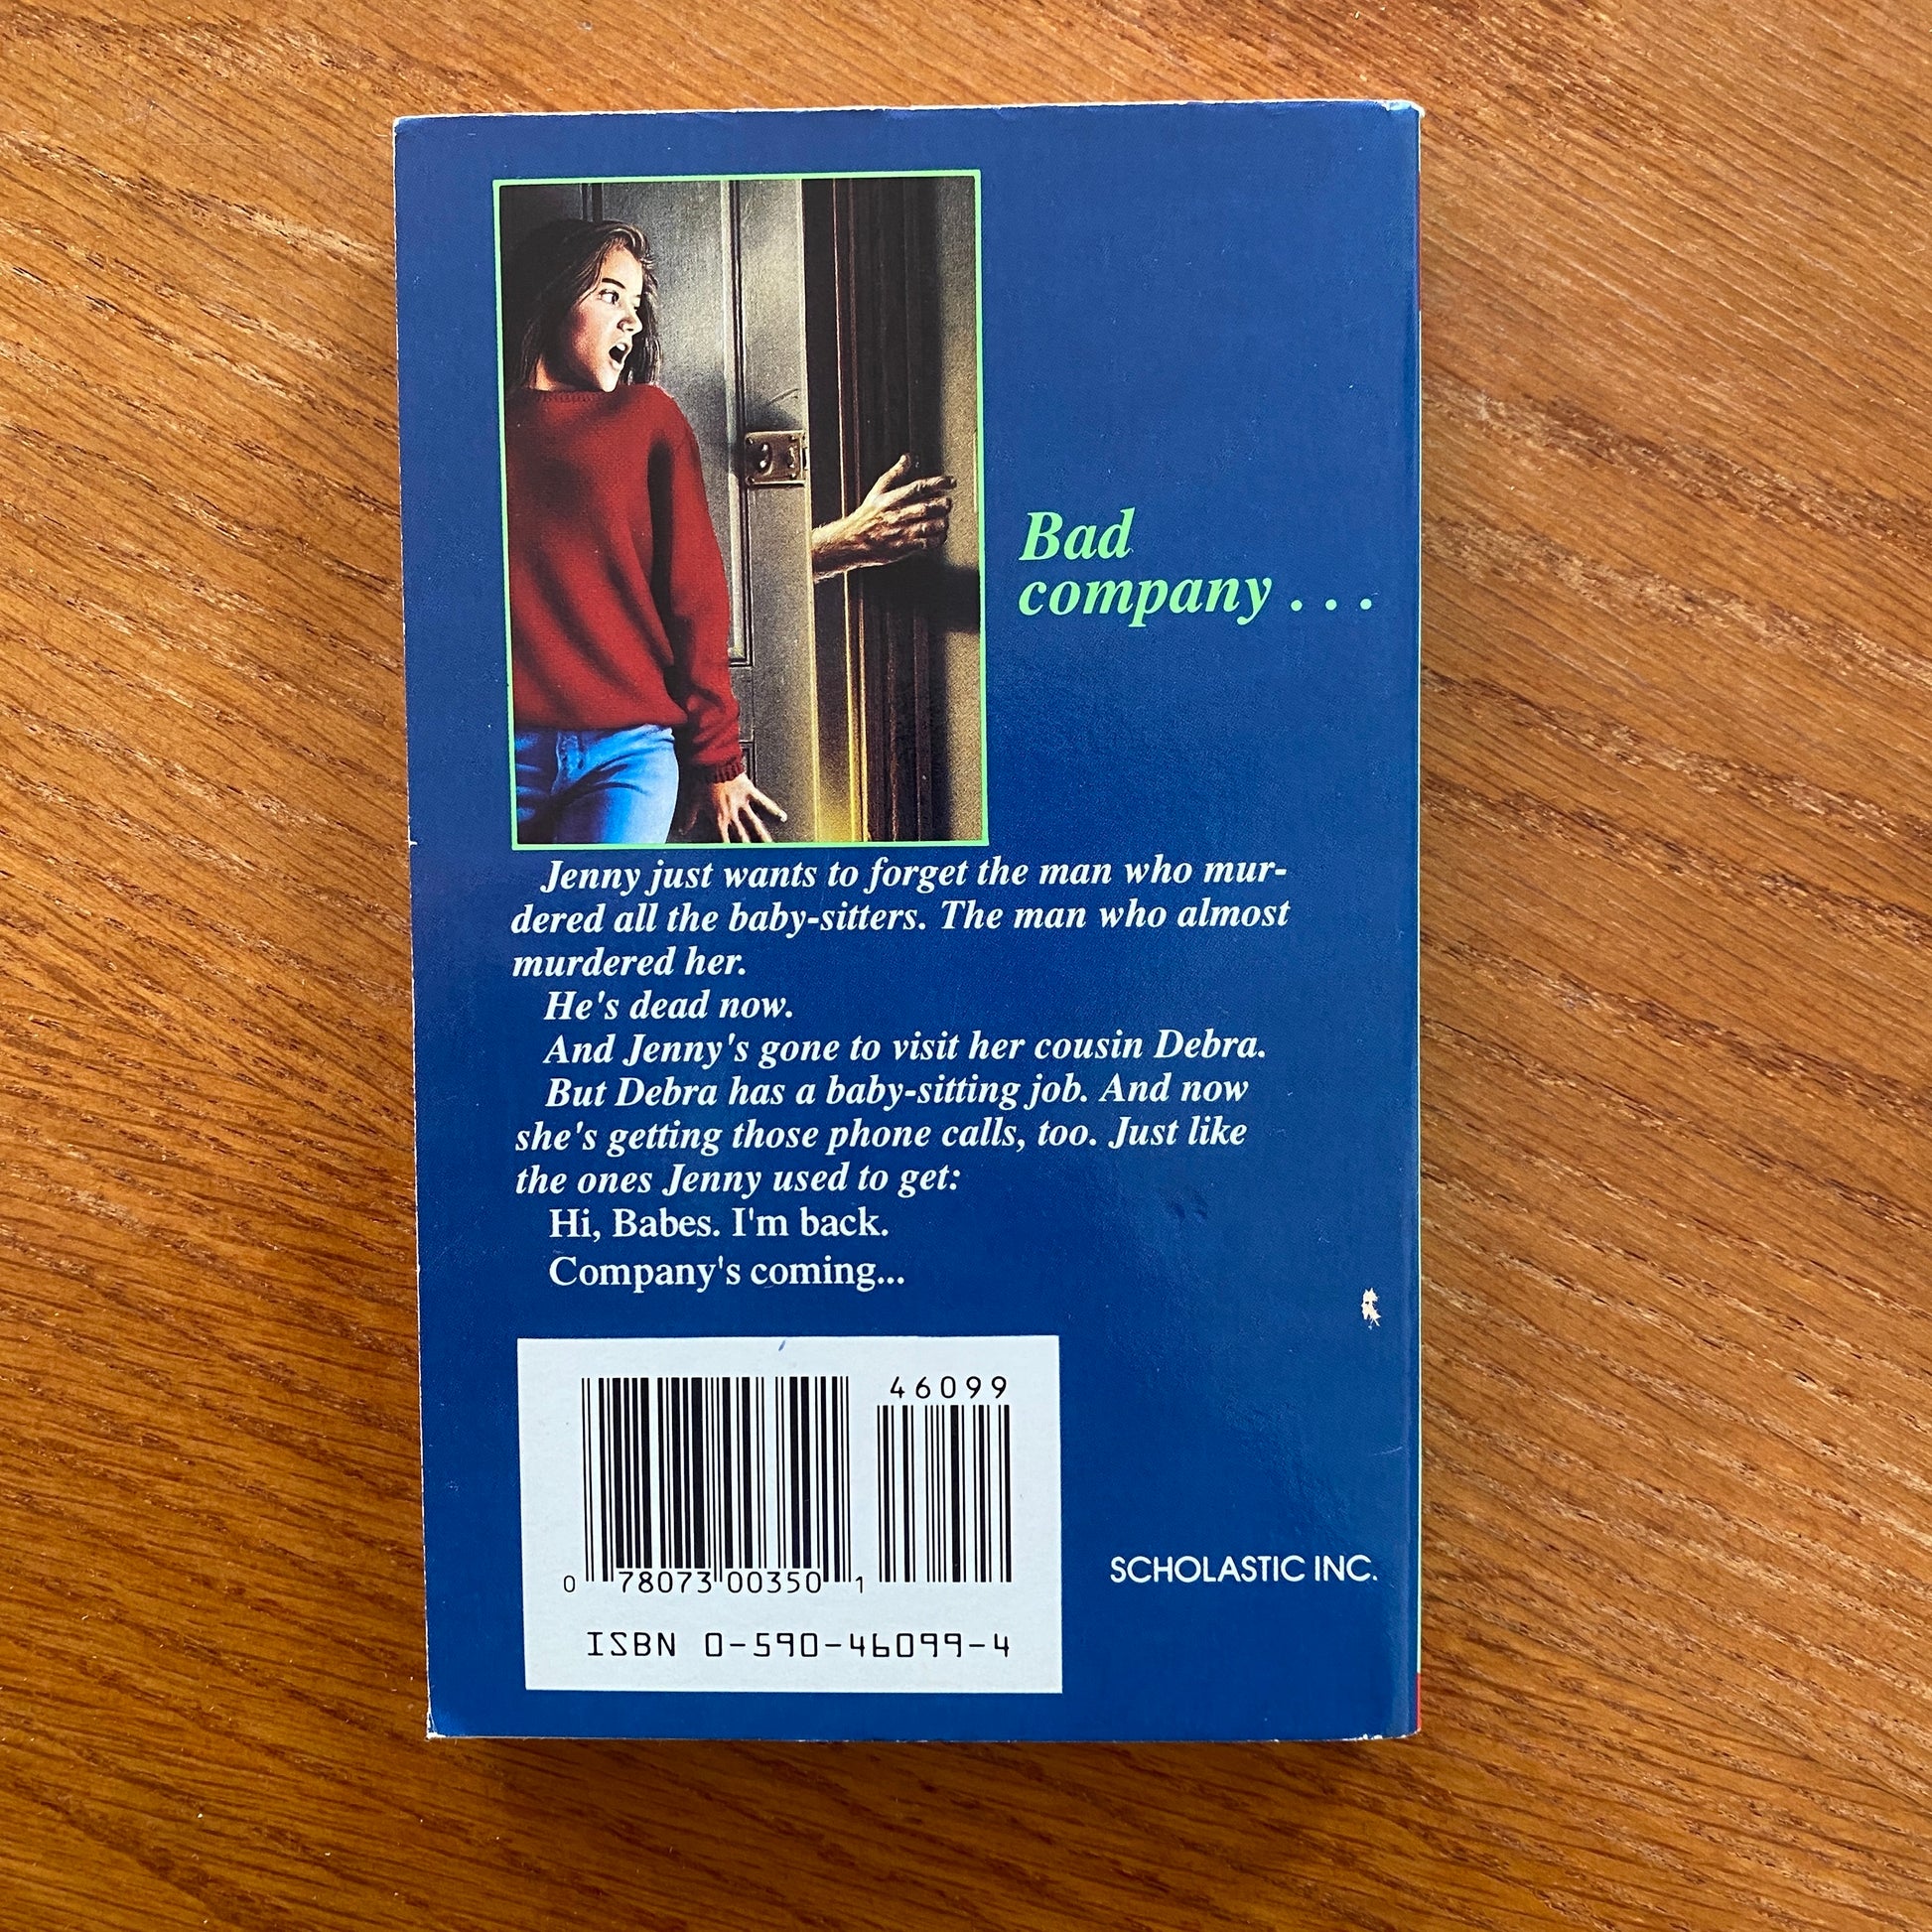 Bad
company . . .
Jenny just wants to forget the man who mur-
dered all the baby-sitters. The man who almost
murdered her.
He's dead now.
And Jenny's gone to visit her cousin Debra.
But Debra has a baby-sitting job. And now
she's getting those phone calls, too. Just like
the ones Jenny used to get:
Hi, Babes. I'm back.
Company's coming...
46099
0 78073 00350 1
ISBN 0-590-46099-4
SCHOLASTIC INC.